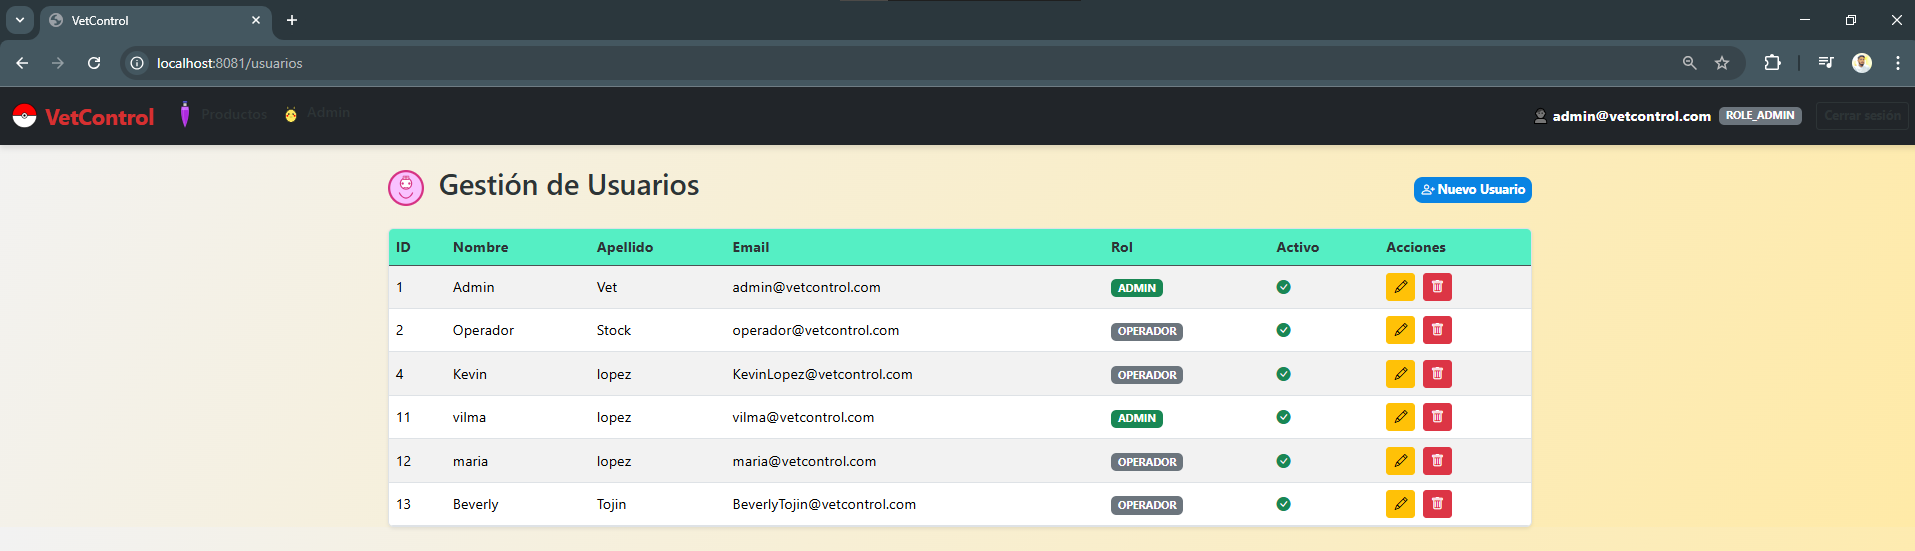 VetControl
localhost:8081/usuarios
VetControl Productos Admin admin@vetcontrol.com ROLE_ADMIN Cerrar sesión
Gestión de Usuarios Nuevo Usuario
ID Nombre Apellido Email Rol Activo Acciones
1 Admin Vet admin@vetcontrol.com ADMIN
2 Operador Stock operador@vetcontrol.com OPERADOR
4 Kevin lopez KevinLopez@vetcontrol.com OPERADOR
11 vilma lopez vilma@vetcontrol.com ADMIN
12 maria lopez maria@vetcontrol.com OPERADOR
13 Beverly Tojin BeverlyTojin@vetcontrol.com OPERADOR